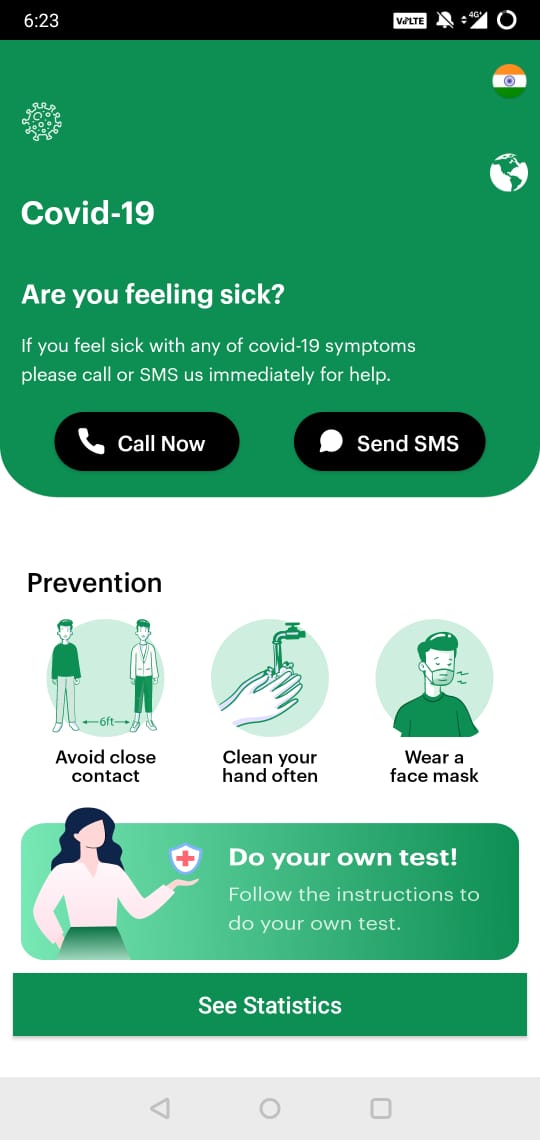 6:23
VoLTE
4G+
Covid-19
Are you feeling sick?
If you feel sick with any of covid-19 symptoms
please call or SMS us immediately for help.
Call Now
Send SMS
Prevention
6ft
Avoid close
contact
Clean your
hand often
Wear a
face mask
Do your own test!
Follow the instructions to
do your own test.
See Statistics